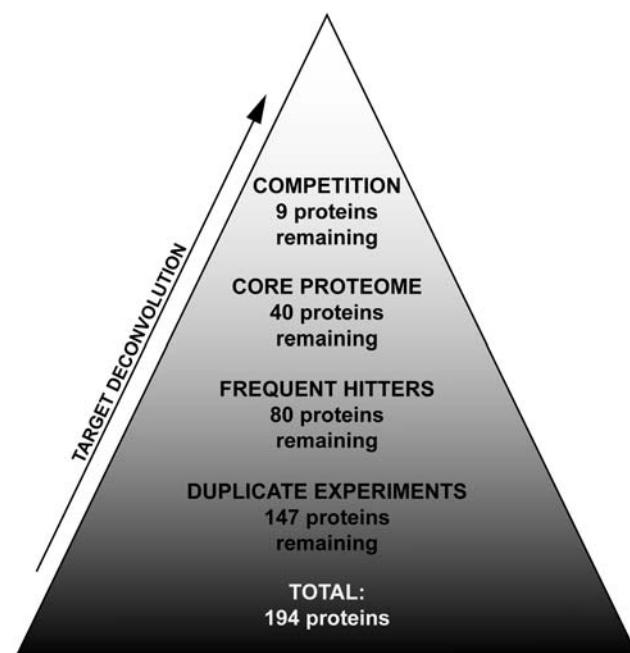 COMPETITION
9 proteins
remaining
CORE PROTEOME
40 proteins
remaining
FREQUENT HITTERS
80 proteins
remaining
DUPLICATE EXPERIMENTS
147 proteins
remaining
TOTAL:
194 proteins
TARGET DECONVOLUTION